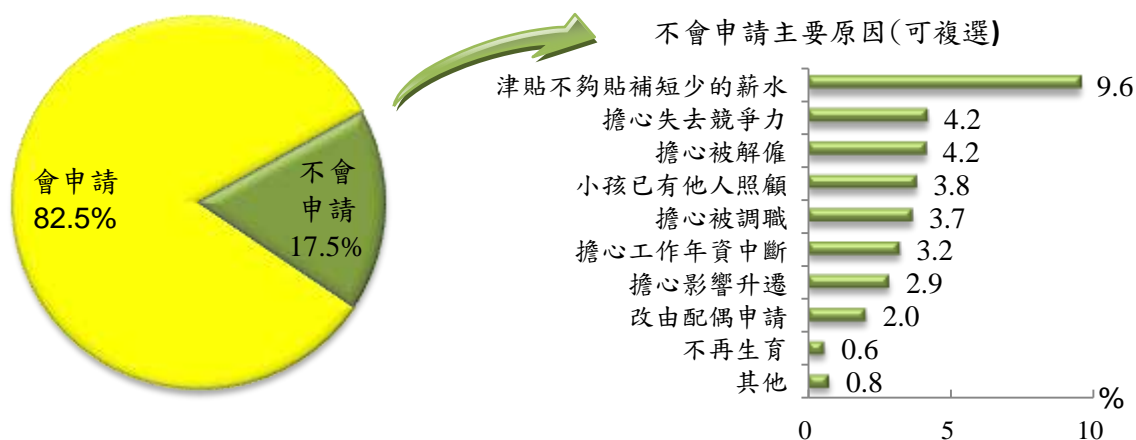 會申請
82.5%
不會
申請
17.5%
不會申請主要原因(可複選)
津貼不夠貼補短少的薪水 9.6
擔心失去競爭力 4.2
擔心被解僱 4.2
小孩已有他人照顧 3.8
擔心被調職 3.7
擔心工作年資中斷 3.2
擔心影響升遷 2.9
改由配偶申請 2.0
不再生育 0.6
其他 0.8
%
0 5 10